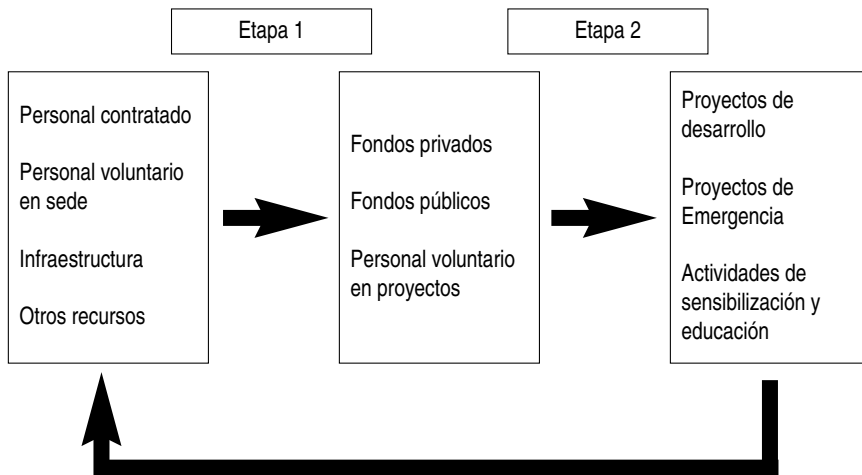 Etapa 1
Etapa 2
Personal contratado
Personal voluntario
en sede
Infraestructura
Otros recursos
Fondos privados
Fondos públicos
Personal voluntario
en proyectos
Proyectos de
desarrollo
Proyectos de
Emergencia
Actividades de
sensibilización y
educación